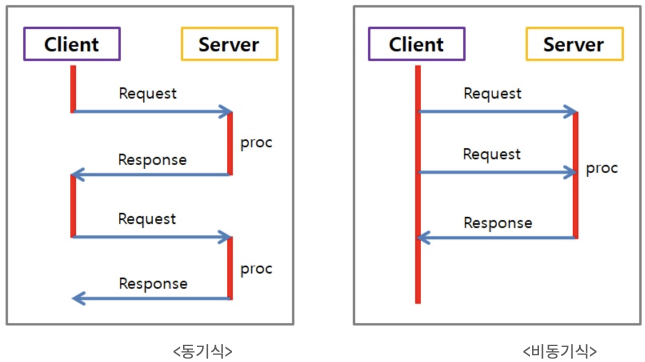 Client
Server
Request
proc
Response
Request
proc
Response
<동기식>
Client
Server
Request
Request
proc
Response
<비동기식>